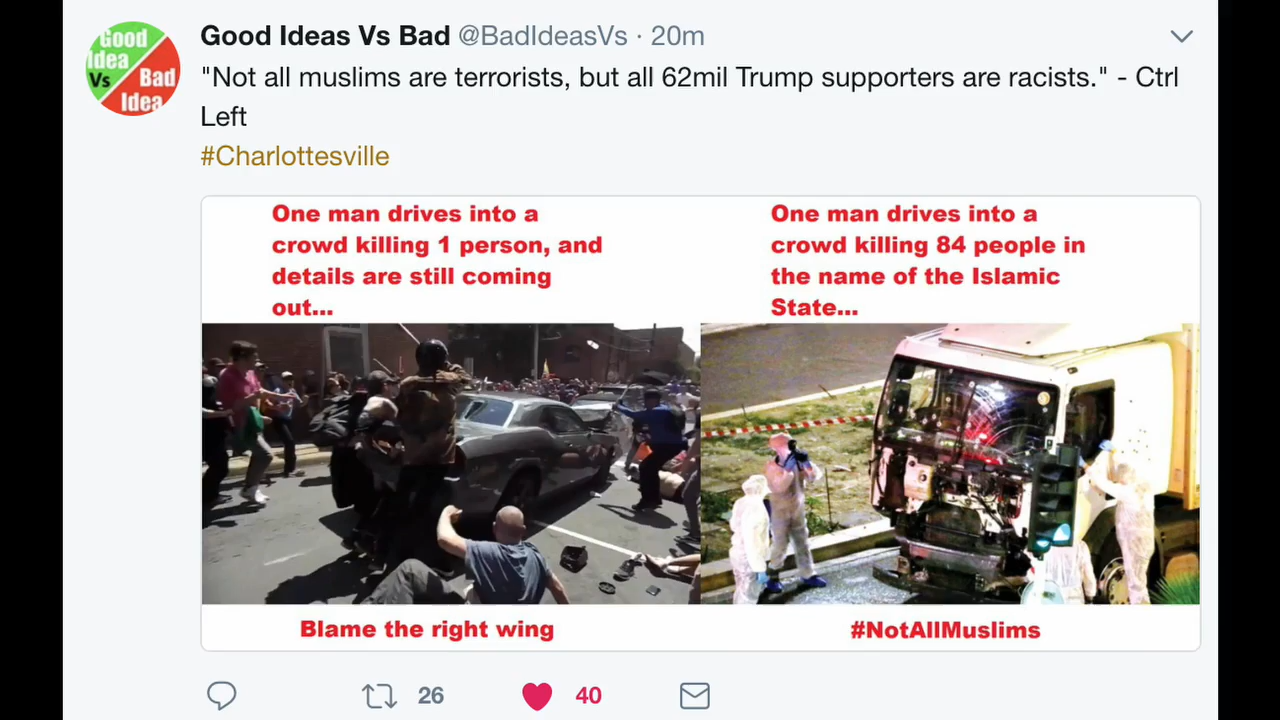 Good Idea Vs Bad Idea
Good Ideas Vs Bad @BadIdeasVs · 20m
"Not all muslims are terrorists, but all 62mil Trump supporters are racists." - Ctrl
Left
#Charlottesville
One man drives into a
crowd killing 1 person, and
details are still coming
out...
One man drives into a
crowd killing 84 people in
the name of the Islamic
State...
Blame the right wing
#NotAllMuslims
26
40